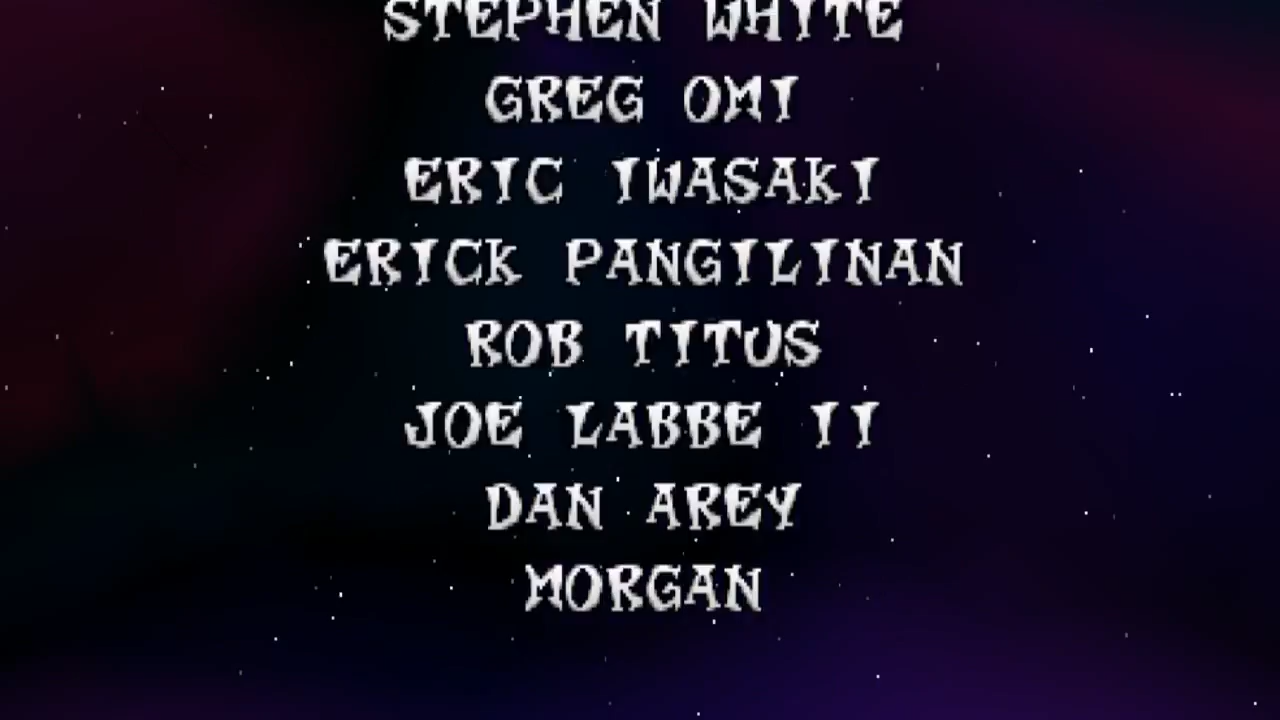 STEPHEN WHITE
GREG OMI
ERIC IWASAKI
ERICK PANGILINAN
ROB TITUS
JOE LABBE II
DAN AREY
MORGAN